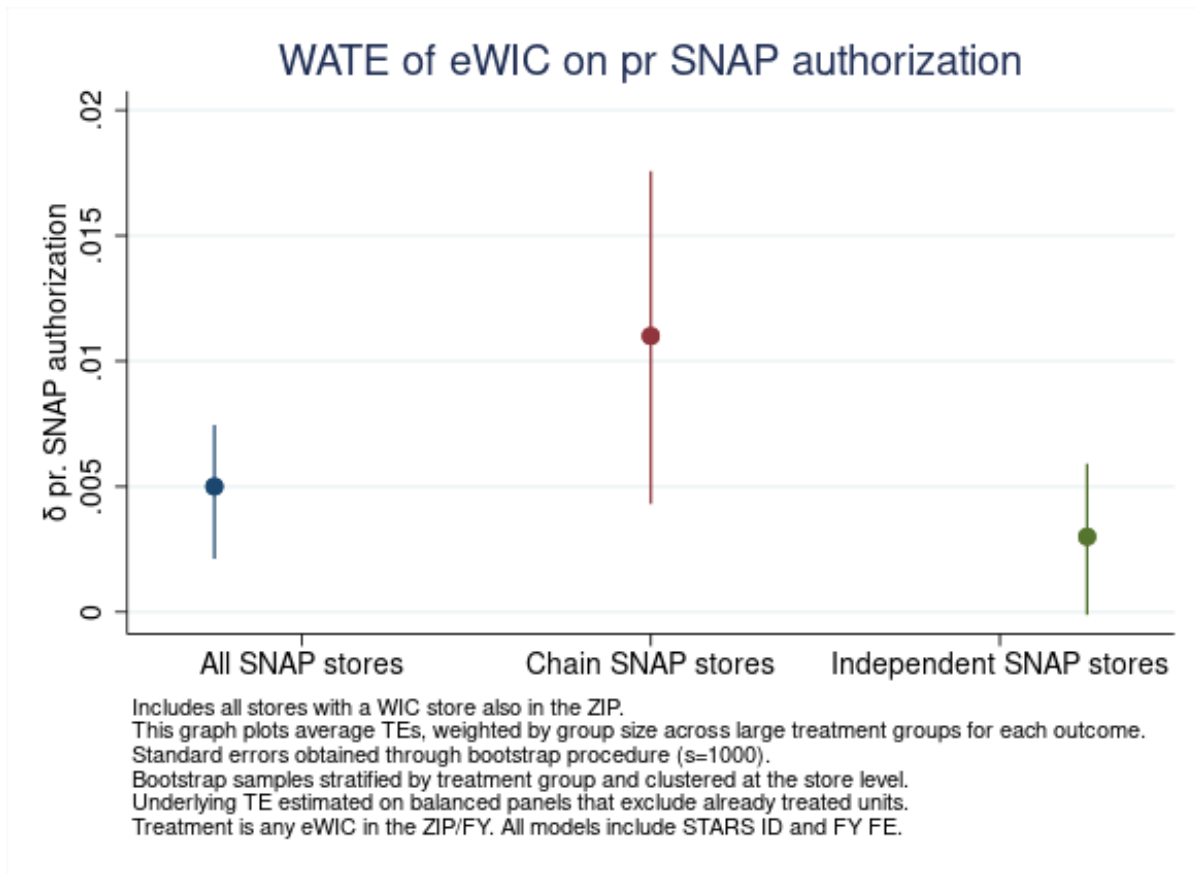 WATE of eWIC on pr SNAP authorization
δ pr. SNAP authorization
.02
.015
.01
.005
0
All SNAP stores
Chain SNAP stores
Independent SNAP stores
Includes all stores with a WIC store also in the ZIP.
This graph plots average TEs, weighted by group size across large treatment groups for each outcome.
Standard errors obtained through bootstrap procedure (s=1000).
Bootstrap samples stratified by treatment group and clustered at the store level.
Underlying TE estimated on balanced panels that exclude already treated units.
Treatment is any eWIC in the ZIP/FY. All models include STARS ID and FY FE.